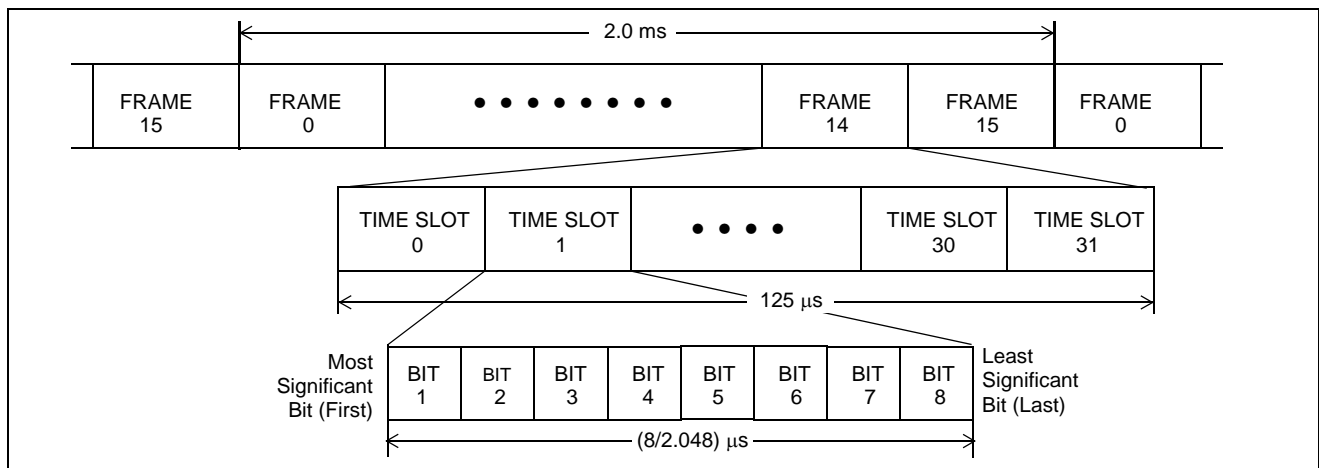 2.0 ms
FRAME 15
FRAME 0
FRAME 14
FRAME 15
FRAME 0
TIME SLOT 0
TIME SLOT 1
TIME SLOT 30
TIME SLOT 31
125 μs
Most
Significant
Bit (First)
BIT 1
BIT 2
BIT 3
BIT 4
BIT 5
BIT 6
BIT 7
BIT 8
Least
Significant
Bit (Last)
(8/2.048) μs